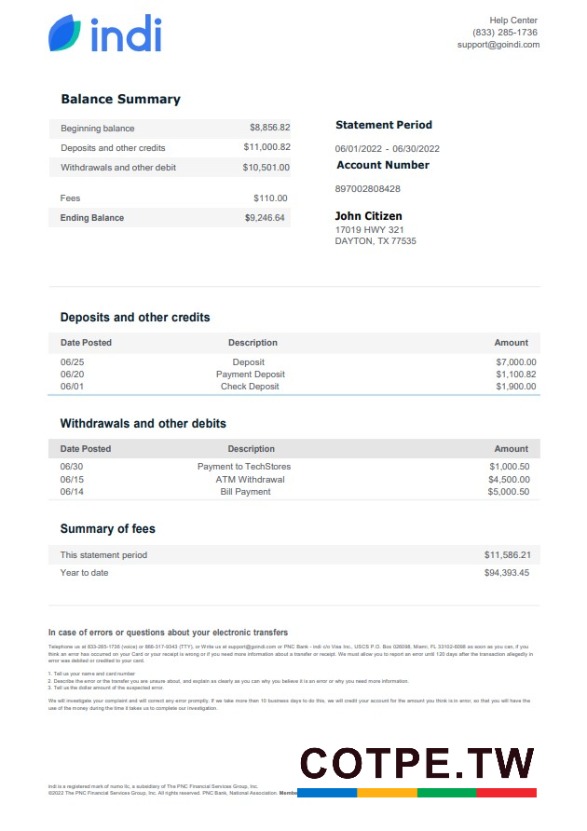 indi
Help Center
(833) 285-1736
support@goindi.com
Balance Summary
Beginning balance $8,856.82
Deposits and other credits $11,000.82
Withdrawals and other debit $10,501.00
Fees $110.00
Ending Balance $9,246.64
Statement Period
06/01/2022 - 06/30/2022
Account Number
897002808428
John Citizen
17019 HWY 321
DAYTON, TX 77535
Deposits and other credits
Date Posted Description Amount
06/25 Deposit $7,000.00
06/20 Payment Deposit $1,100.82
06/01 Check Deposit $1,900.00
Withdrawals and other debits
Date Posted Description Amount
06/30 Payment to TechStores $1,000.50
06/15 ATM Withdrawal $4,500.00
06/14 Bill Payment $5,000.50
Summary of fees
This statement period $11,586.21
Year to date $94,393.45
In case of errors or questions about your electronic transfers
Telephone us at 833-285-1736 (voice) or (TTY), or Write us at support@goindi.com or PNC Bank - indi c/o Visa Inc., USCS P.O. Box Miami, FL as soon as you can, if you
think an error has occurred on your Card or your receipt is wrong or if you need more information about a transfer or receipt. We must allow you to report an error until 120 days after the transaction allegedly in
error was debited or credited to your card.
1. Tell us your name and card number
2. Describe the error or the transfer you are unsure about, and explain as clearly as you can why you believe it is an error or why you need more information.
3. Tell us the dollar amount of the suspected error.
We will investigate your complaint and will correct any error promptly. If we take more than 10 business days to do this, we will credit your account for the amount you think is in error, so that you will have the
use of the money during the time it takes us to complete our investigation.
COTPE.TW
indi is a registered mark of numo llc, a subsidiary of The PNC Financial Services Group, Inc.
©2022 The PNC Financial Services Group, Inc. All rights reserved. PNC Bank, National Association.